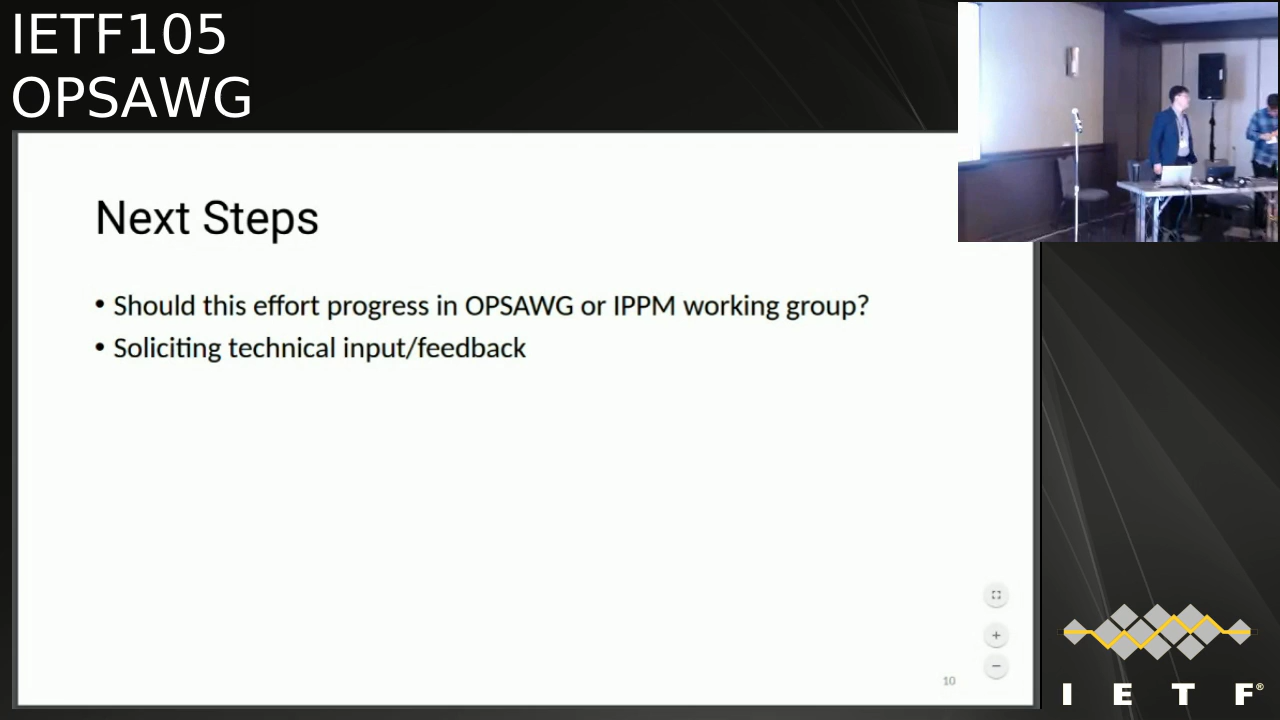 IETF105
OPSAWG
Next Steps
• Should this effort progress in OPSAWG or IPPM working group?
• Soliciting technical input/feedback
10
I E T F®